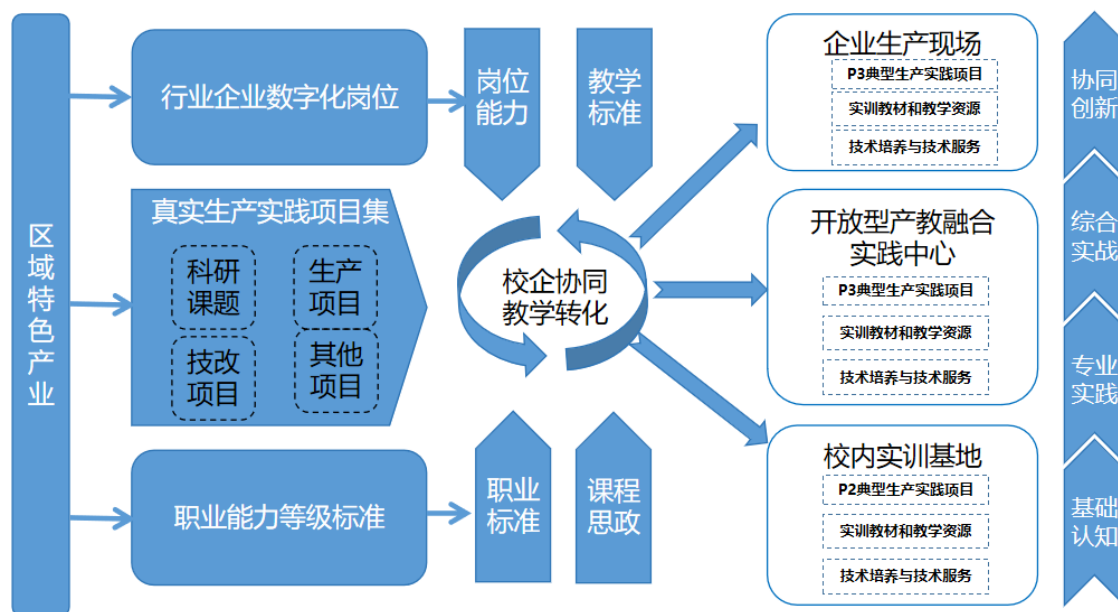 区域特色产业
行业企业数字化岗位
真实生产实践项目集
科研
课题
生产
项目
技改
项目
其他
项目
职业能力等级标准
岗位
能力
教学
标准
校企协同
教学转化
职业
标准
课程
思政
企业生产现场
P3典型生产实践项目
实训教材和教学资源
技术培养与技术服务
开放型产教融合
实践中心
P3典型生产实践项目
实训教材和教学资源
技术培养与技术服务
校内实训基地
P2典型生产实践项目
实训教材和教学资源
技术培养与技术服务
协同
创新
综合
实战
专业
实践
基础
认知